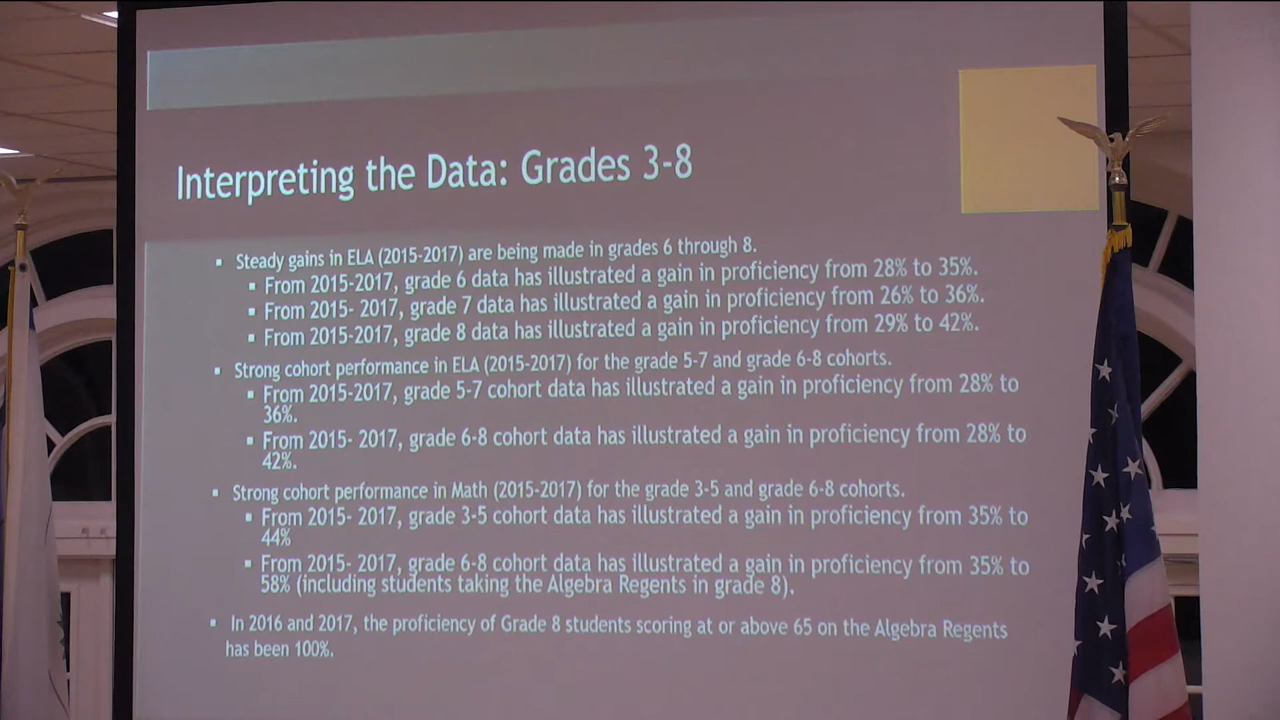 Interpreting the Data: Grades 3-8
▪ Steady gains in ELA (2015-2017) are being made in grades 6 through 8.
▪ From 2015-2017, grade 6 data has illustrated a gain in proficiency from 28% to 35%.
▪ From 2015- 2017, grade 7 data has illustrated a gain in proficiency from 26% to 36%.
▪ From 2015-2017, grade 8 data has illustrated a gain in proficiency from 29% to 42%.
▪ Strong cohort performance in ELA (2015-2017) for the grade 5-7 and grade 6-8 cohorts.
▪ From 2015-2017, grade 5-7 cohort data has illustrated a gain in proficiency from 28% to
36%.
▪ From 2015- 2017, grade 6-8 cohort data has illustrated a gain in proficiency from 28% to
42%.
▪ Strong cohort performance in Math (2015-2017) for the grade 3-5 and grade 6-8 cohorts.
▪ From 2015- 2017, grade 3-5 cohort data has illustrated a gain in proficiency from 35% to
44%
▪ From 2015- 2017, grade 6-8 cohort data has illustrated a gain in proficiency from 35% to
58% (including students taking the Algebra Regents in grade 8).
▪ In 2016 and 2017, the proficiency of Grade 8 students scoring at or above 65 on the Algebra Regents
has been 100%.